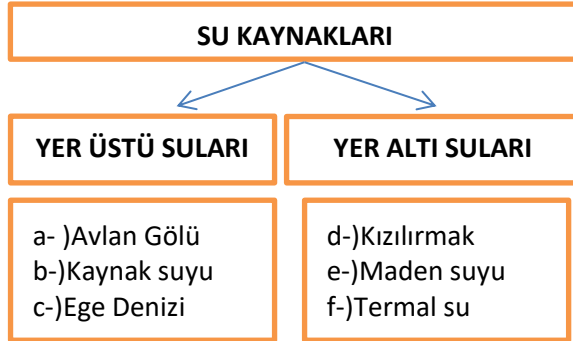 SU KAYNAKLARI
YER ÜSTÜ SULARI
YER ALTI SULARI
a- )Avlan Gölü
b-)Kaynak suyu
c-)Ege Denizi
d-)Kızılırmak
e-)Maden suyu
f-)Termal su